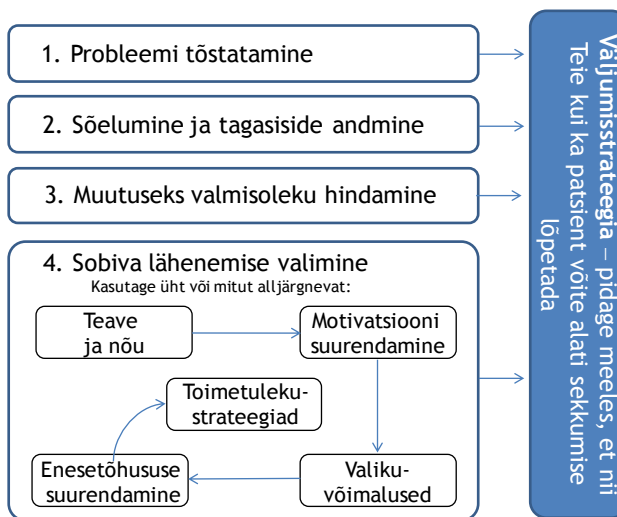 1. Probleemi tõstatamine
2. Sõelumine ja tagasiside andmine
3. Muutuseks valmisoleku hindamine
4. Sobiva lähenemise valimine
Kasutage üht või mitut alljärgnevat:
Teave
ja nõu
Motivatsiooni
suurendamine
Toimetuleku-
strateegiad
Enesetõhususe
suurendamine
Valiku-
võimalused
Väljumisstrateegia – pidage meeles, et nii
Teie kui ka patsient võite alati sekkumise
lõpetada